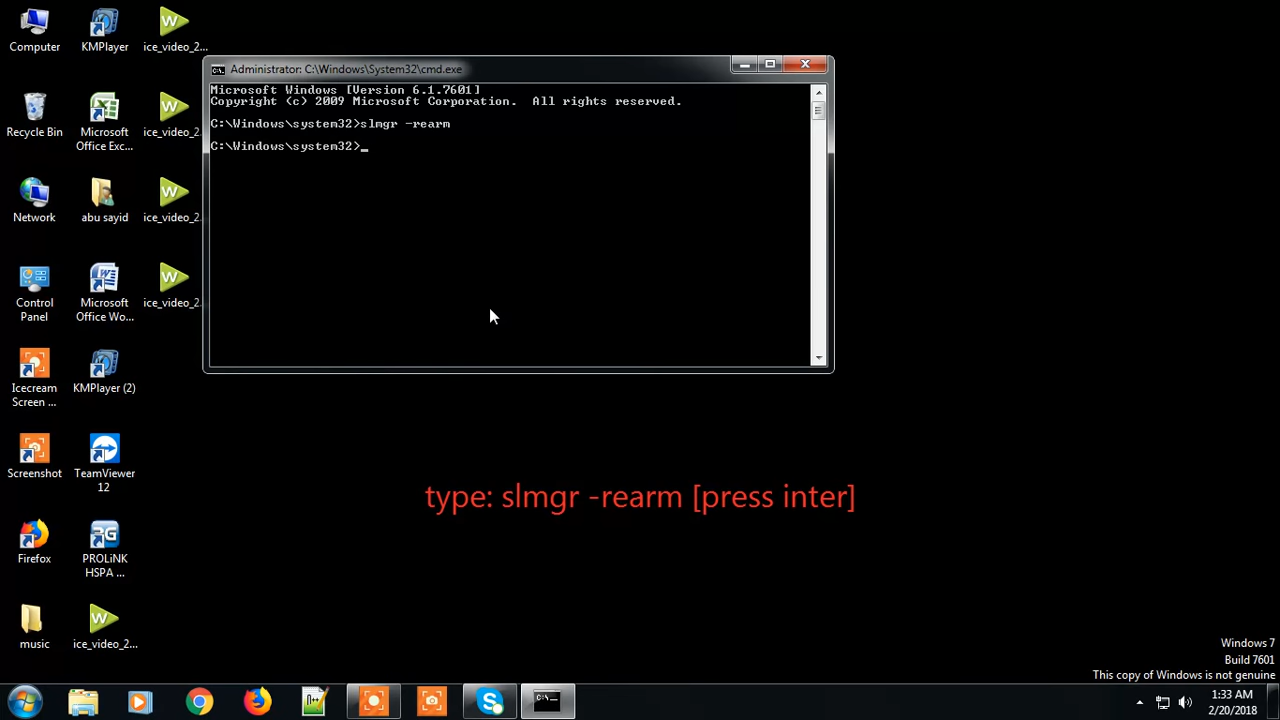 Computer
KMPlayer
ice_video_2...
Recycle Bin
Microsoft
Office Exc...
ice_video_2...
Network
abu sayid
ice_video_2...
Control
Panel
Microsoft
Office Wo...
ice_video_2...
Icecream
Screen ...
KMPlayer (2)
Screenshot
TeamViewer
12
Firefox
PROLiNK
HSPA ...
music
ice_video_2...
Administrator: C:\Windows\System32\cmd.exe
Microsoft Windows [Version 6.1.7601]
Copyright (c) 2009 Microsoft Corporation.  All rights reserved.
C:\Windows\system32>slmgr -rearm
C:\Windows\system32>_
type: slmgr -rearm [press inter]
Windows 7
Build 7601
This copy of Windows is not genuine
1:33 AM
2/20/2018